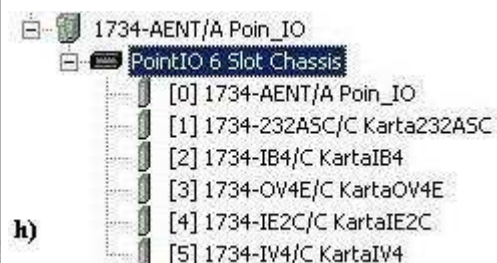 1734-AENT/A Poin_IO
PointIO 6 Slot Chassis
[0] 1734-AENT/A Poin_IO
[1] 1734-232ASC/C Karta232ASC
[2] 1734-IB4/C KartaIB4
[3] 1734-OV4E/C KartaOV4E
[4] 1734-IE2C/C KartaIE2C
h)
[5] 1734-IV4/C KartaIV4